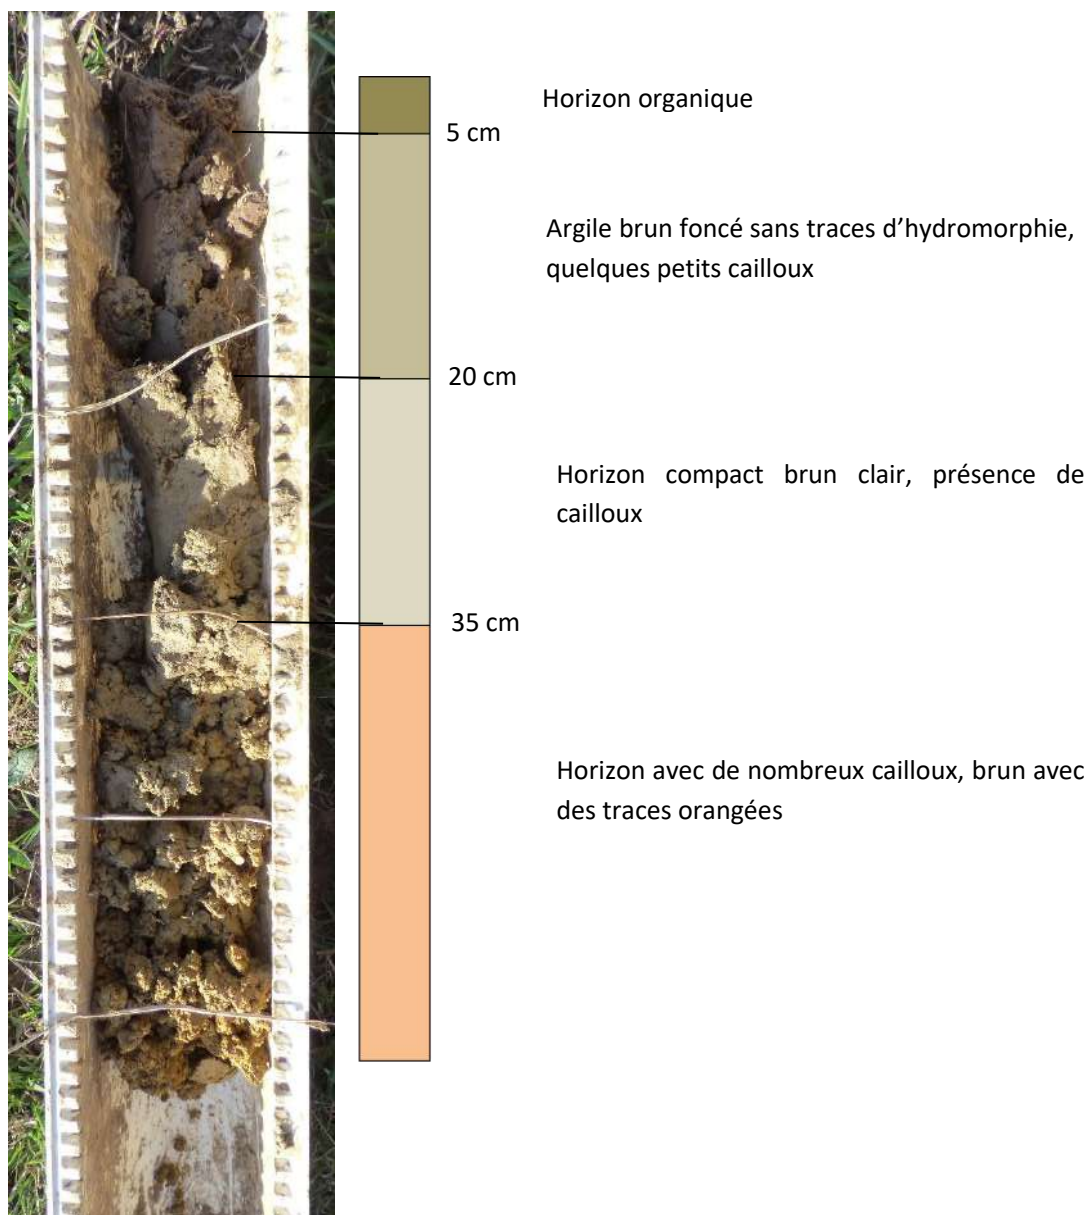 Horizon organique
5 cm
Argile brun foncé sans traces d’hydromorphie,
quelques petits cailloux
20 cm
Horizon compact brun clair, présence de
cailloux
35 cm
Horizon avec de nombreux cailloux, brun avec
des traces orangées